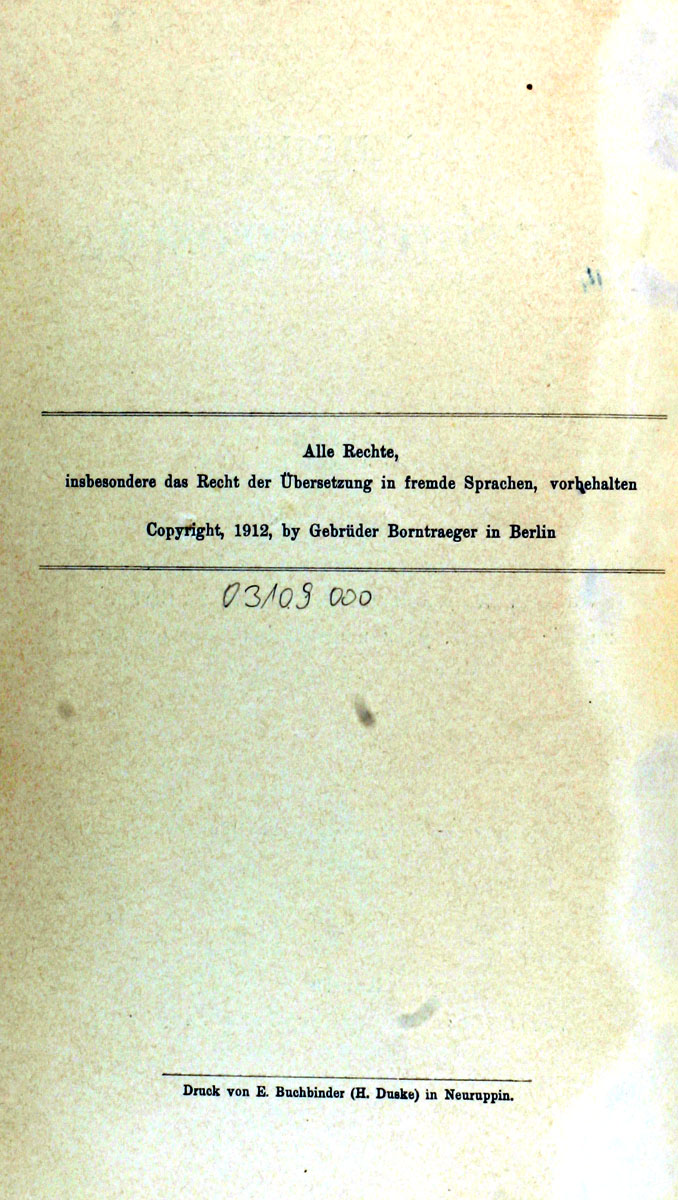 Alle Rechte,
insbesondere das Recht der Übersetzung in fremde Sprachen, vorbehalten
Copyright, 1912, by Gebrüder Borntraeger in Berlin
03109 000
Druck von E. Buchbinder (H. Duske) in Neuruppin.